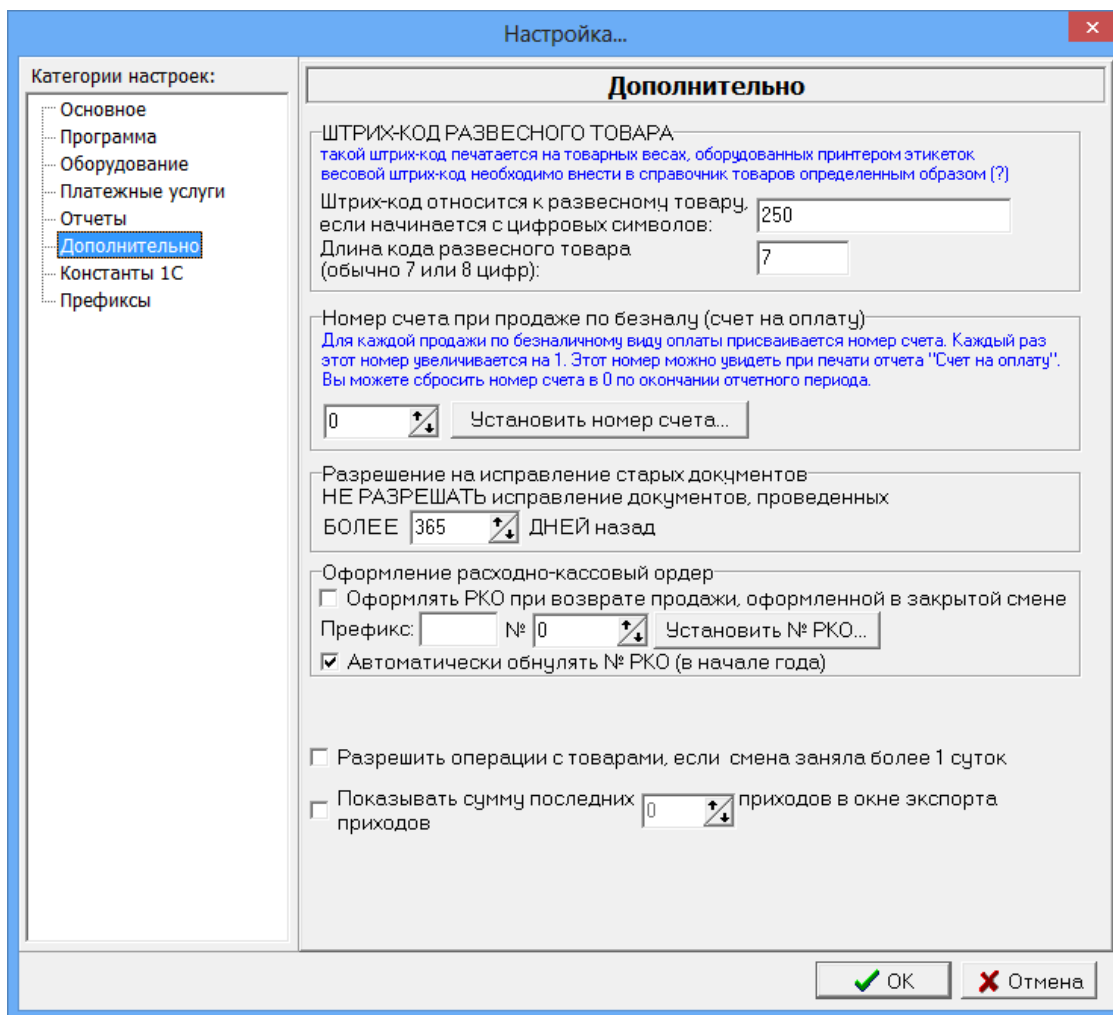 Настройка...
Категории настроек:
Основное
Программа
Оборудование
Платежные услуги
Отчеты
Дополнительно
Константы 1С
Префиксы
Дополнительно
ШТРИХ-КОД РАЗВЕСНОГО ТОВАРА
такой штрих-код печатается на товарных весах, оборудованных принтером этикеток
весовой штрих-код необходимо внести в справочник товаров определенным образом (?)
Штрих-код относится к развесному товару,
если начинается с цифровых символов:
250
Длина кода развесного товара
(обычно 7 или 8 цифр):
7
Номер счета при продаже по безналу (счет на оплату)
Для каждой продажи по безналичному виду оплаты присваивается номер счета. Каждый раз
этот номер увеличивается на 1. Этот номер можно увидеть при печати отчета "Счет на оплату".
Вы можете сбросить номер счета в 0 по окончании отчетного периода.
0 Установить номер счета...
Разрешение на исправление старых документов
НЕ РАЗРЕШАТЬ исправление документов, проведенных
БОЛЕЕ 365 ДНЕЙ назад
Оформление расходно-кассовый ордер
Оформлять РКО при возврате продажи, оформленной в закрытой смене
Префикс: № 0 Установить № РКО...
Автоматически обнулять № РКО (в начале года)
Разрешить операции с товарами, если смена заняла более 1 суток
Показывать сумму последних 0 приходов в окне экспорта
приходов
OK Отмена